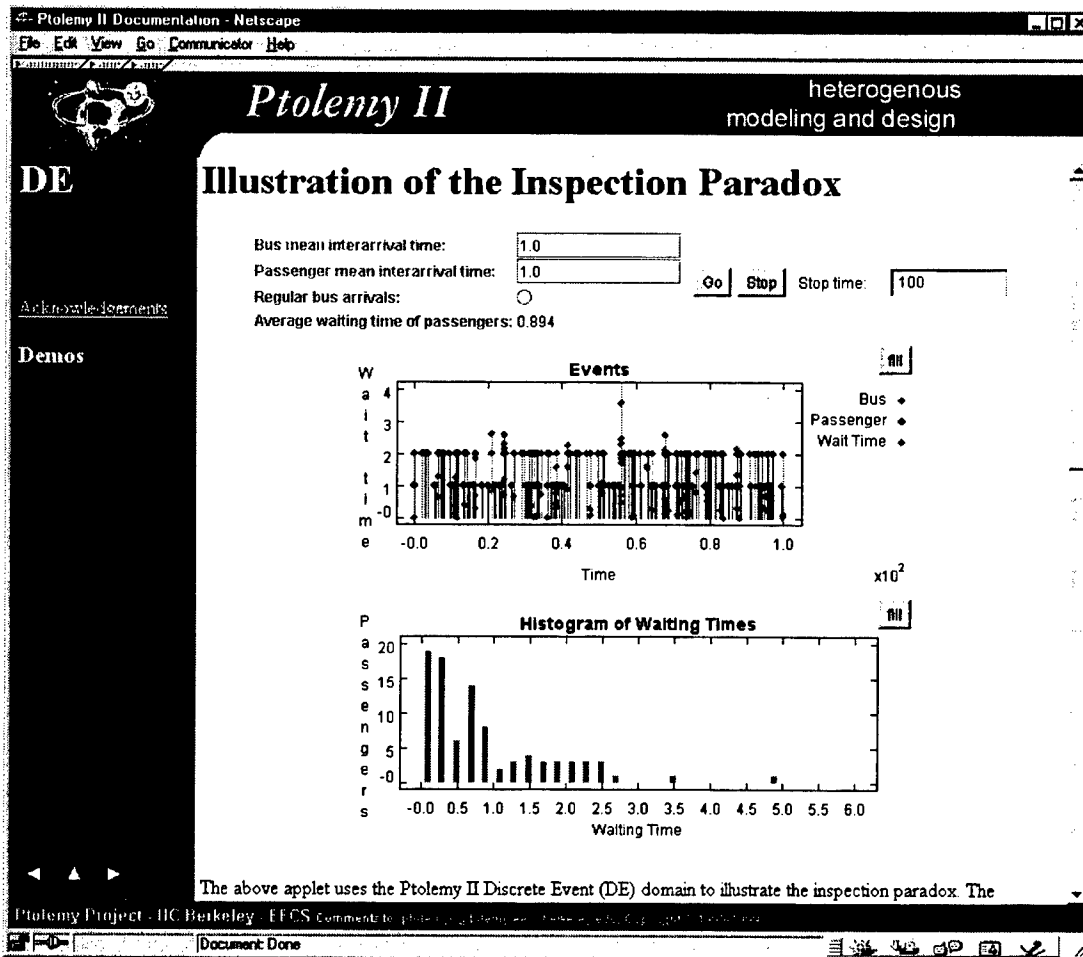 Ptolemy II Documentation - Netscape
File Edit View Go Communicator Help
Ptolemy II
heterogenous
modeling and design
DE
Illustration of the Inspection Paradox
Bus mean interarrival time: 1.0
Passenger mean interarrival time: 1.0
Go Stop Stop time: 100
Regular bus arrivals:
Average waiting time of passengers: 0.894
Acknowledgements
Demos
Events
fill
Wait time
4
3
2
1
-0
Bus
Passenger
Wait Time
-0.0 0.2 0.4 0.6 0.8 1.0
Time
x10²
fill
Histogram of Waiting Times
Passengers
20
15
10
5
-0
-0.0 0.5 1.0 1.5 2.0 2.5 3.0 3.5 4.0 4.5 5.0 5.5 6.0
Waiting Time
The above applet uses the Ptolemy II Discrete Event (DE) domain to illustrate the inspection paradox. The
Ptolemy Project - UC Berkeley - EECS Comments to:
Document: Done